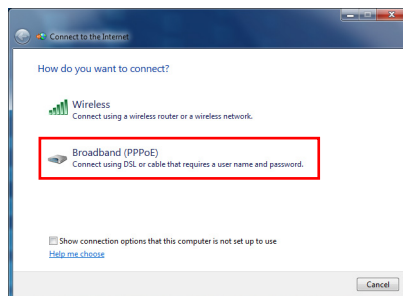 Connect to the Internet
How do you want to connect?
Wireless
Connect using a wireless router or a wireless network.
Broadband (PPPoE)
Connect using DSL or cable that requires a user name and password.
Show connection options that this computer is not set up to use
Help me choose
Cancel